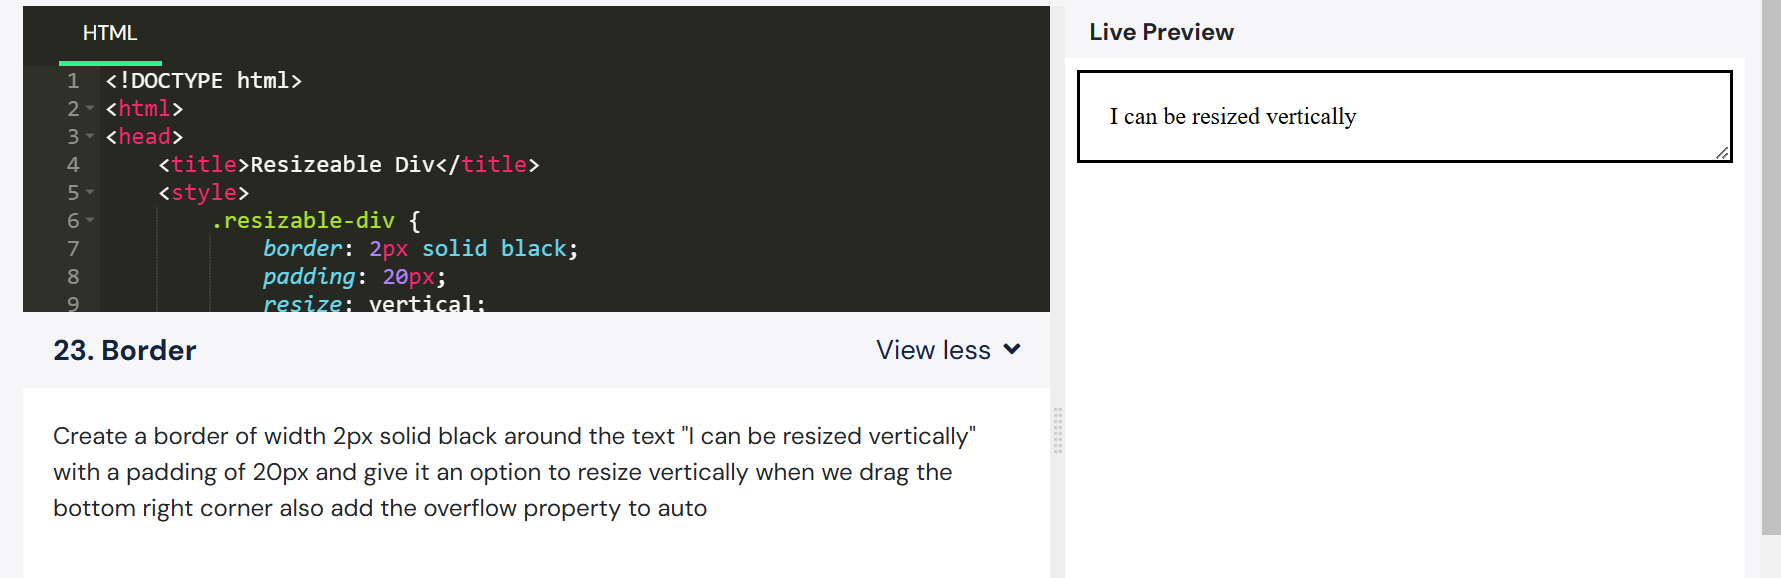 HTML
1 <!DOCTYPE html>
2 <html>
3 <head>
4     <title>Resizeable Div</title>
5     <style>
6         .resizable-div {
7             border: 2px solid black;
8             padding: 20px;
9             resize: vertical;
23. Border
View less
Create a border of width 2px solid black around the text "I can be resized vertically"
with a padding of 20px and give it an option to resize vertically when we drag the
bottom right corner also add the overflow property to auto
Live Preview
I can be resized vertically